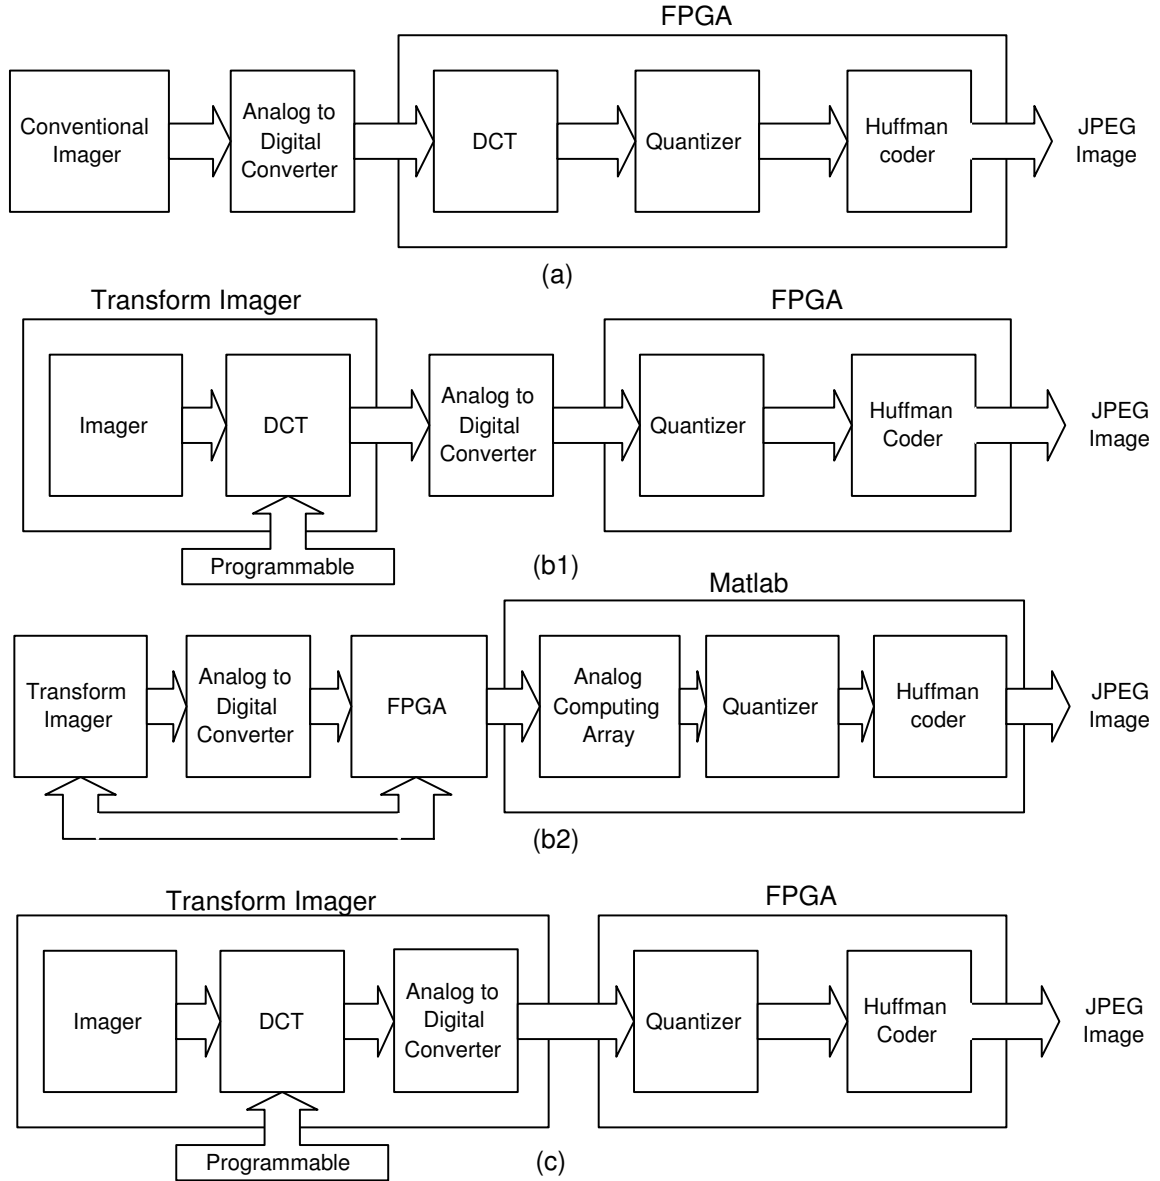 FPGA
Conventional
Imager
Analog to
Digital
Converter
DCT
Quantizer
Huffman
coder
JPEG
Image
(a)
Transform Imager
FPGA
Imager
DCT
Analog to
Digital
Converter
Quantizer
Huffman
Coder
JPEG
Image
Programmable
(b1)
Matlab
Transform
Imager
Analog to
Digital
Converter
FPGA
Analog
Computing
Array
Quantizer
Huffman
coder
JPEG
Image
(b2)
Transform Imager
FPGA
Imager
DCT
Analog to
Digital
Converter
Quantizer
Huffman
Coder
JPEG
Image
Programmable
(c)